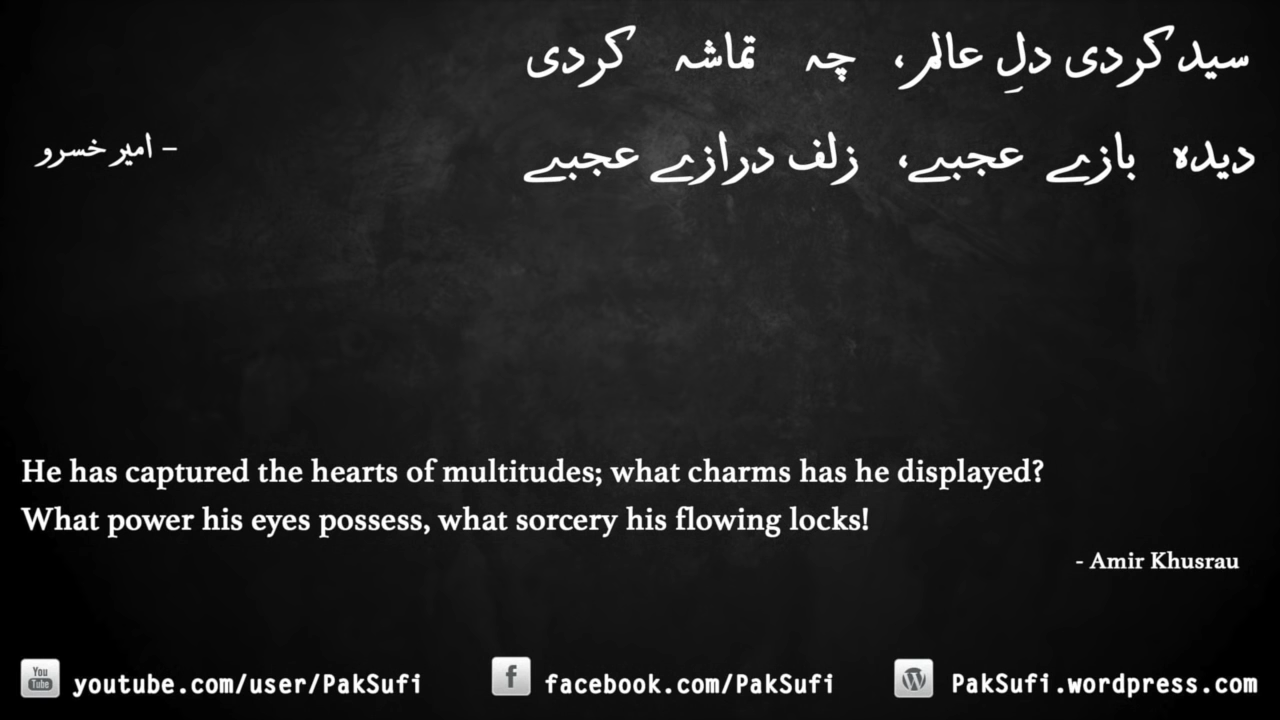 سید کردی دلِ عالم، چہ تماشہ کردی
دیدہ بازے عجبے، زلف درازے عجبے
– امیر خسرو
He has captured the hearts of multitudes; what charms has he displayed?
What power his eyes possess, what sorcery his flowing locks!
- Amir Khusrau
You Tube youtube.com/user/PakSufi
f facebook.com/PakSufi
W PakSufi.wordpress.com